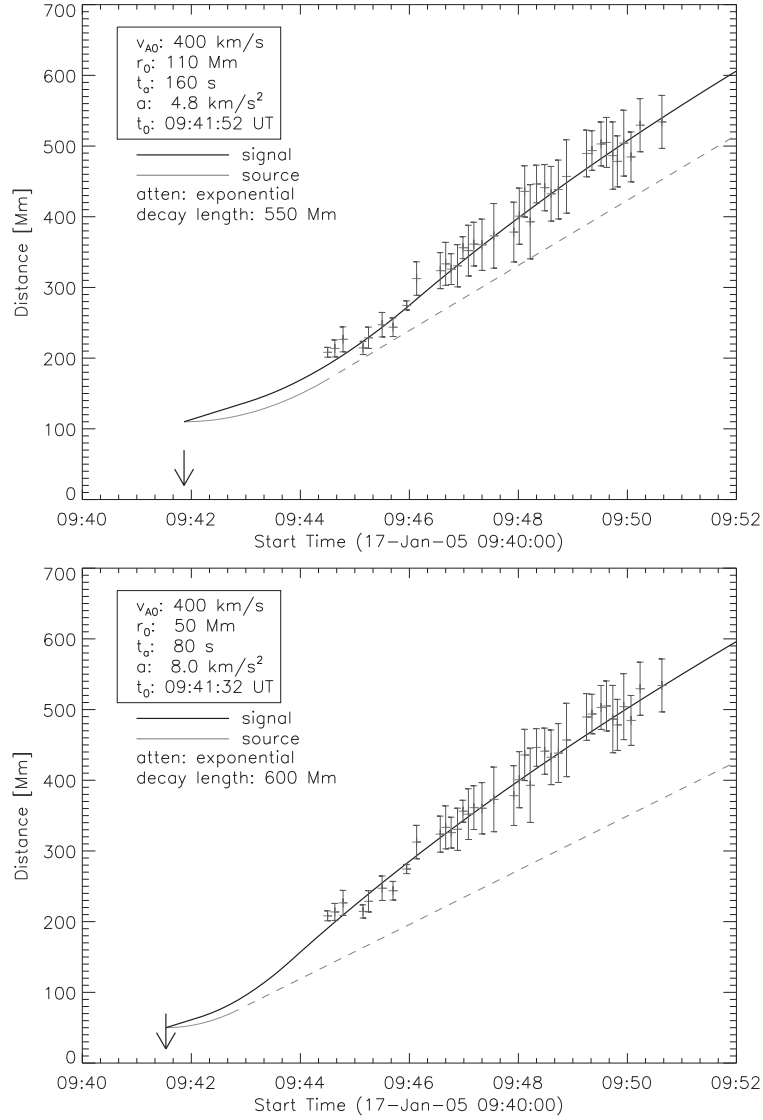 700
600
500
400
300
200
100
0
Distance [Mm]
v_A0: 400 km/s
r_0: 110 Mm
t_a: 160 s
a: 4.8 km/s²
t_0: 09:41:52 UT
signal
source
atten: exponential
decay length: 550 Mm
09:40 09:42 09:44 09:46 09:48 09:50 09:52
Start Time (17-Jan-05 09:40:00)
700
600
500
400
300
200
100
0
Distance [Mm]
v_A0: 400 km/s
r_0: 50 Mm
t_a: 80 s
a: 8.0 km/s²
t_0: 09:41:32 UT
signal
source
atten: exponential
decay length: 600 Mm
09:40 09:42 09:44 09:46 09:48 09:50 09:52
Start Time (17-Jan-05 09:40:00)